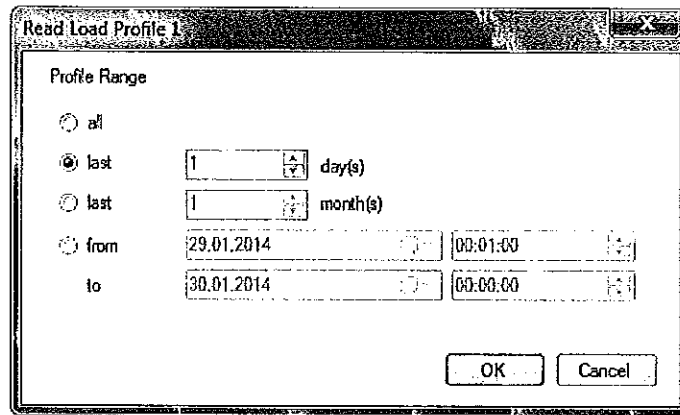 Read Load Profile 1
Profile Range
all
last 1 day(s)
last 1 month(s)
from 29.01.2014 00:01:00
to 30.01.2014 00:00:00
OK Cancel